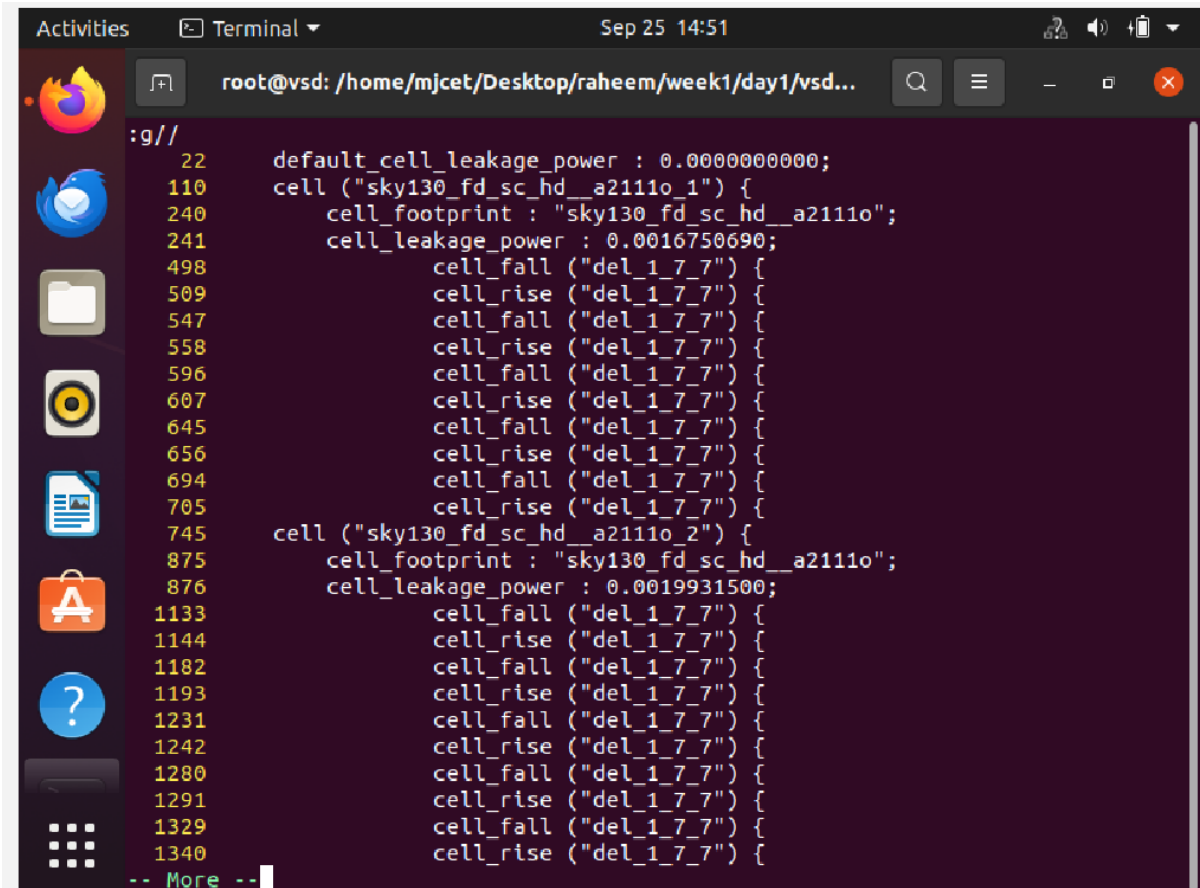 Activities Terminal Sep 25 14:51
root@vsd: /home/mjcet/Desktop/raheem/week1/day1/vsd...
:g//
22 default_cell_leakage_power : 0.0000000000;
110 cell ("sky130_fd_sc_hd__a2111o_1") {
240 cell_footprint : "sky130_fd_sc_hd__a2111o";
241 cell_leakage_power : 0.0016750690;
498 cell_fall ("del_1_7_7") {
509 cell_rise ("del_1_7_7") {
547 cell_fall ("del_1_7_7") {
558 cell_rise ("del_1_7_7") {
596 cell_fall ("del_1_7_7") {
607 cell_rise ("del_1_7_7") {
645 cell_fall ("del_1_7_7") {
656 cell_rise ("del_1_7_7") {
694 cell_fall ("del_1_7_7") {
705 cell_rise ("del_1_7_7") {
745 cell ("sky130_fd_sc_hd__a2111o_2") {
875 cell_footprint : "sky130_fd_sc_hd__a2111o";
876 cell_leakage_power : 0.0019931500;
1133 cell_fall ("del_1_7_7") {
1144 cell_rise ("del_1_7_7") {
1182 cell_fall ("del_1_7_7") {
1193 cell_rise ("del_1_7_7") {
1231 cell_fall ("del_1_7_7") {
1242 cell_rise ("del_1_7_7") {
1280 cell_fall ("del_1_7_7") {
1291 cell_rise ("del_1_7_7") {
1329 cell_fall ("del_1_7_7") {
1340 cell_rise ("del_1_7_7") {
-- More --